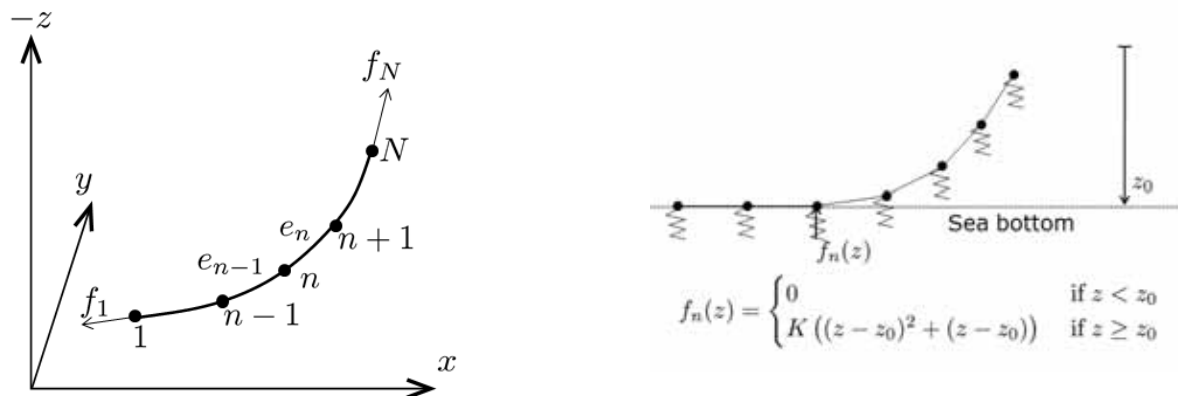 -z
f_N
N
y
e_n
n + 1
e_{n-1}
n
f_1
n - 1
1
x
z_0
Sea bottom
f_n(z)
f_n(z) = { 0 if z < z_0
K ((z - z_0)^2 + (z - z_0)) if z ≥ z_0